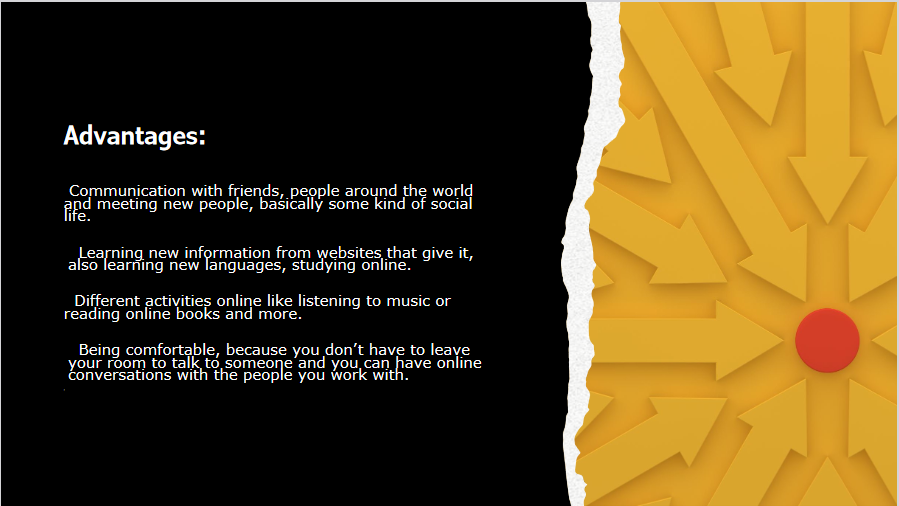 Advantages:
Communication with friends, people around the world
and meeting new people, basically some kind of social
life.
Learning new information from websites that give it,
also learning new languages, studying online.
Different activities online like listening to music or
reading online books and more.
Being comfortable, because you don’t have to leave
your room to talk to someone and you can have online
conversations with the people you work with.